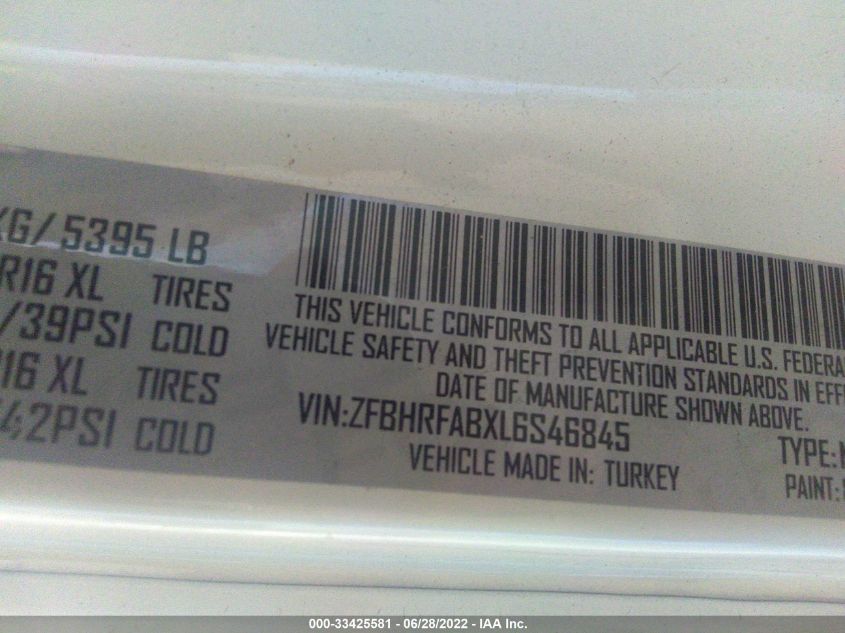 KG/ 5395 LB
R16 XL TIRES
/39PSI COLD
R16 XL TIRES
42PSI COLD
THIS VEHICLE CONFORMS TO ALL APPLICABLE U.S. FEDERA
VEHICLE SAFETY AND THEFT PREVENTION STANDARDS IN EFF
DATE OF MANUFACTURE SHOWN ABOVE.
VIN:ZFBHRFABXL6S46845
TYPE:
VEHICLE MADE IN: TURKEY
PAINT:
000-33425581 - 06/28/2022 - IAA Inc.